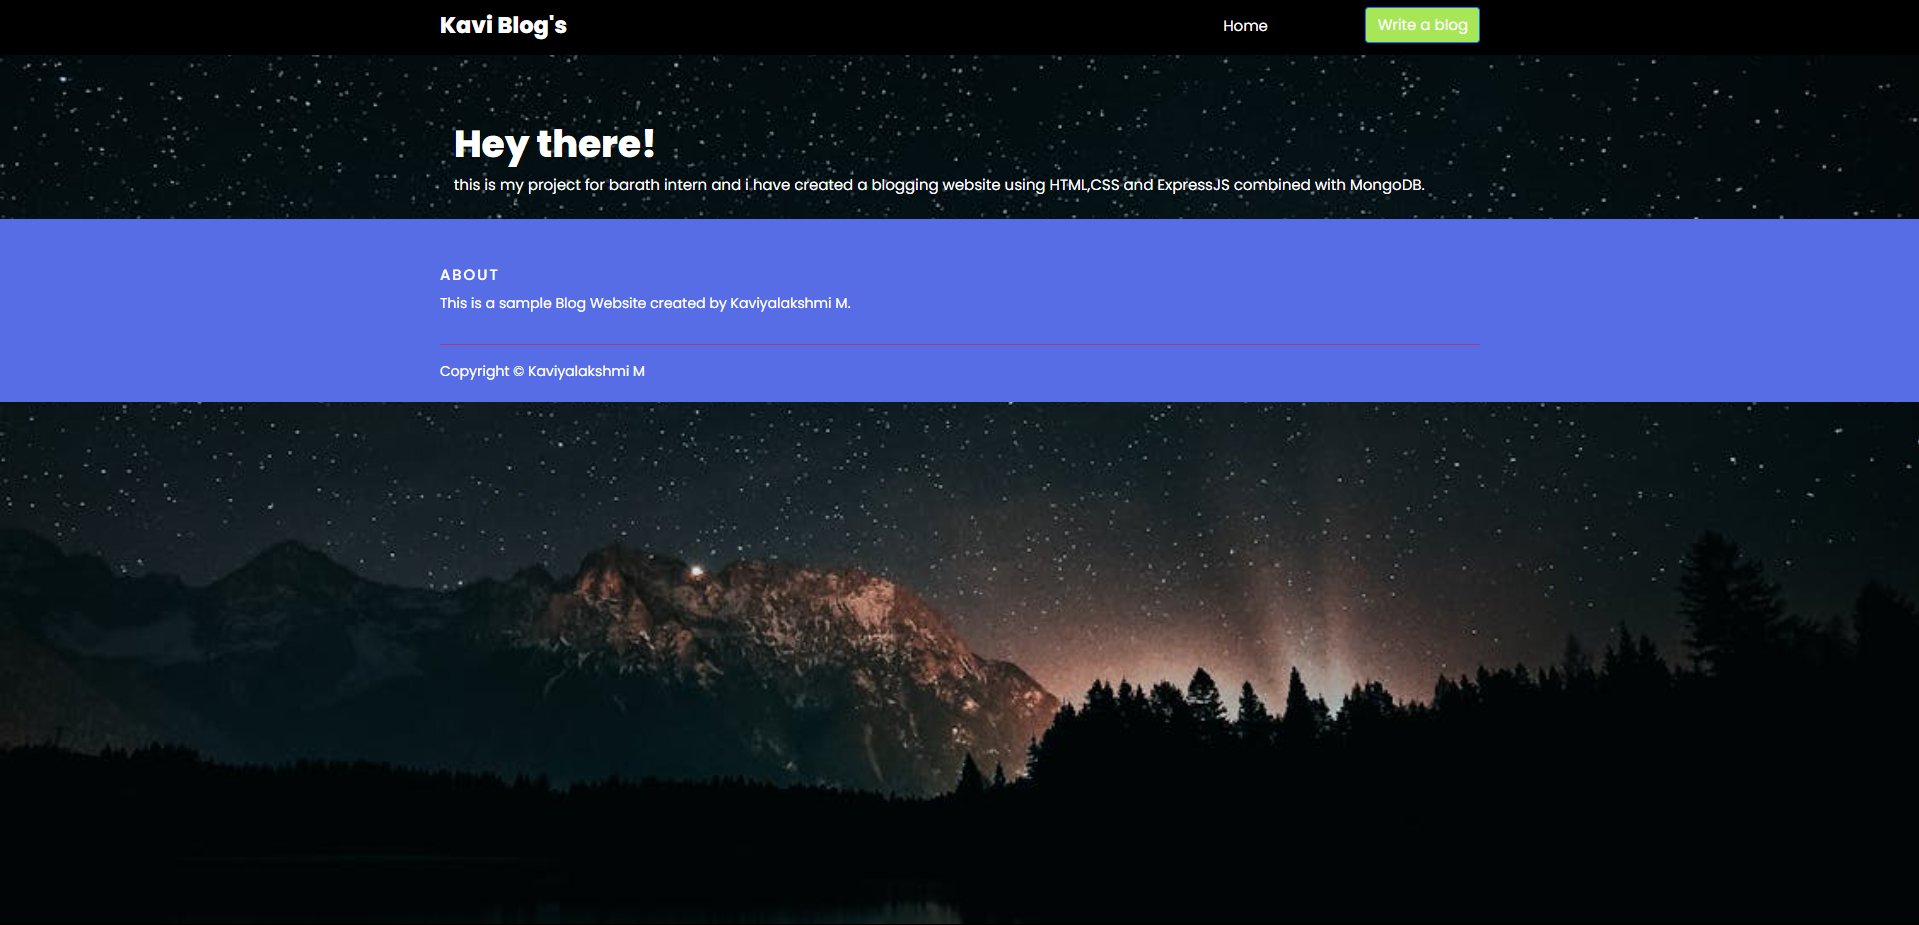 Kavi Blog's
Home
Write a blog
Hey there!
this is my project for barath intern and i have created a blogging website using HTML,CSS and ExpressJS combined with MongoDB.
ABOUT
This is a sample Blog Website created by Kaviyalakshmi M.
Copyright © Kaviyalakshmi M